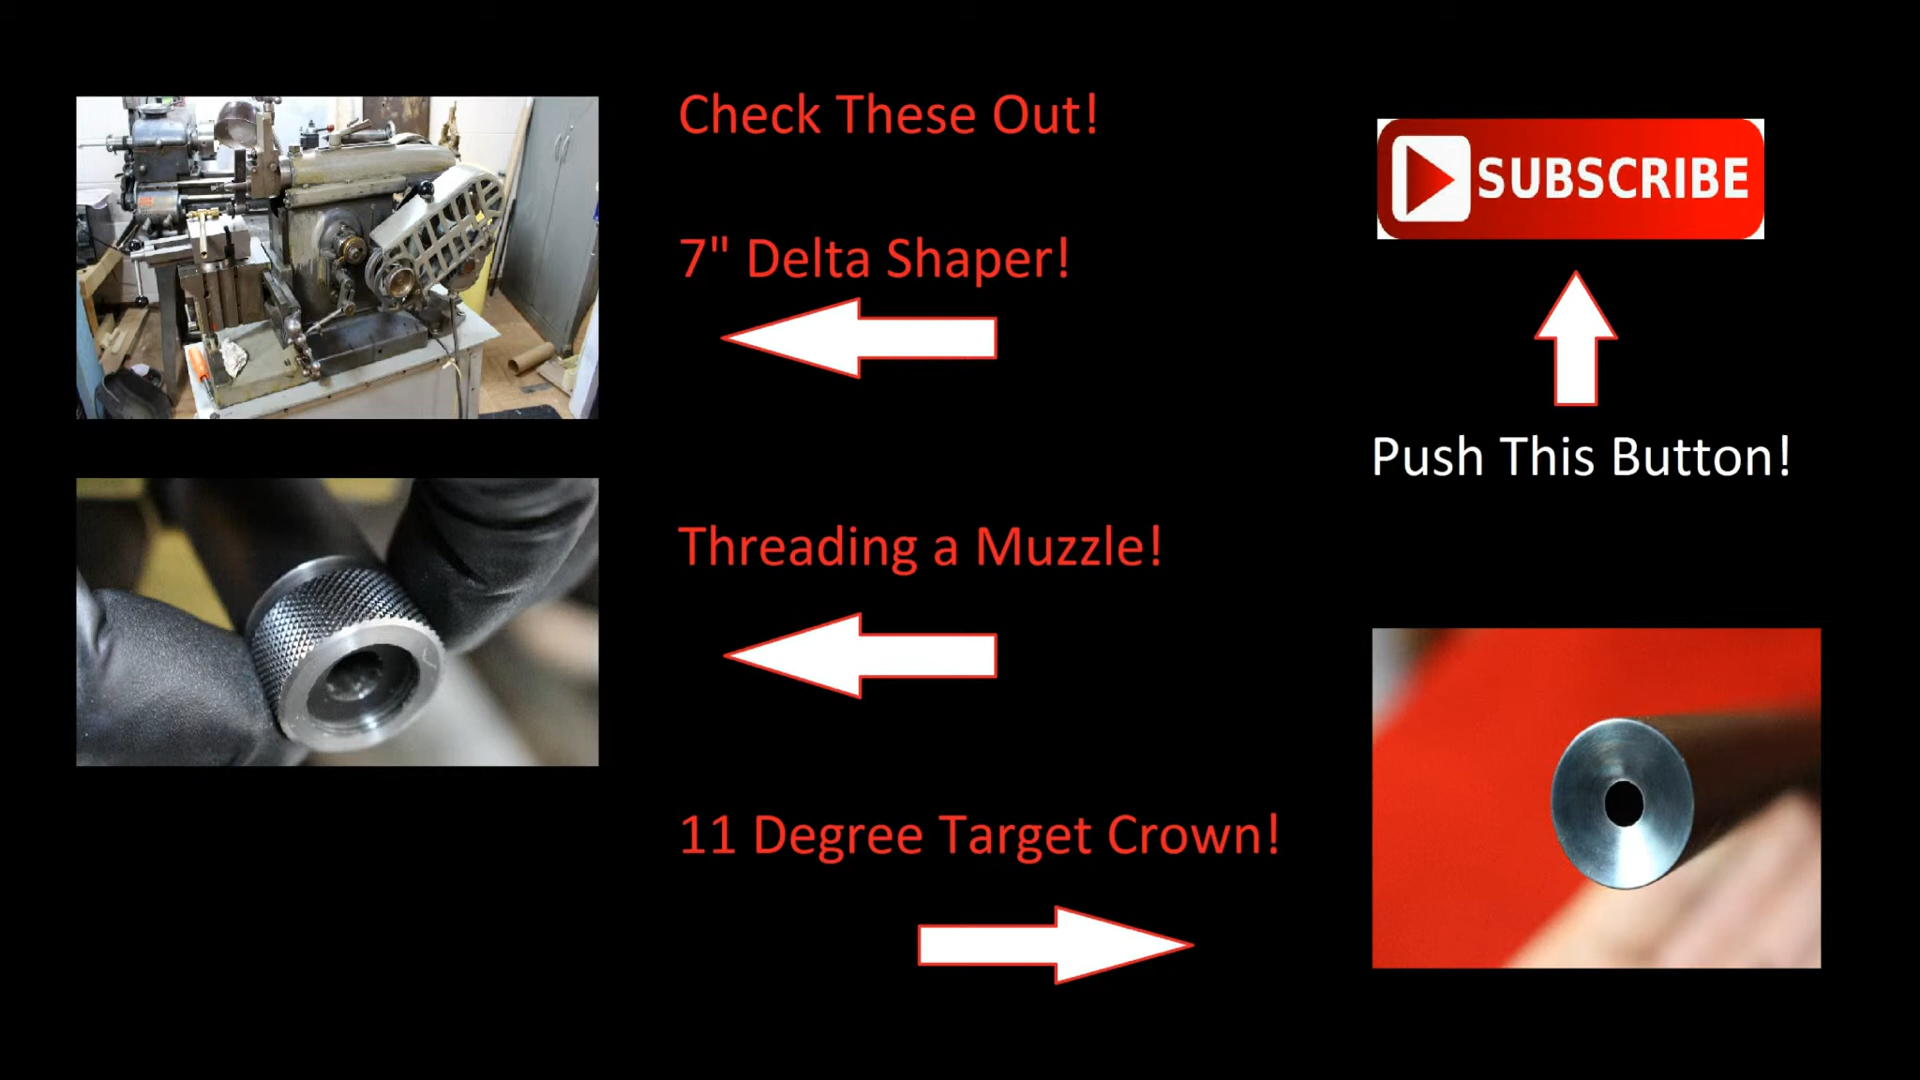 Check These Out!
SUBSCRIBE
7" Delta Shaper!
Push This Button!
Threading a Muzzle!
11 Degree Target Crown!